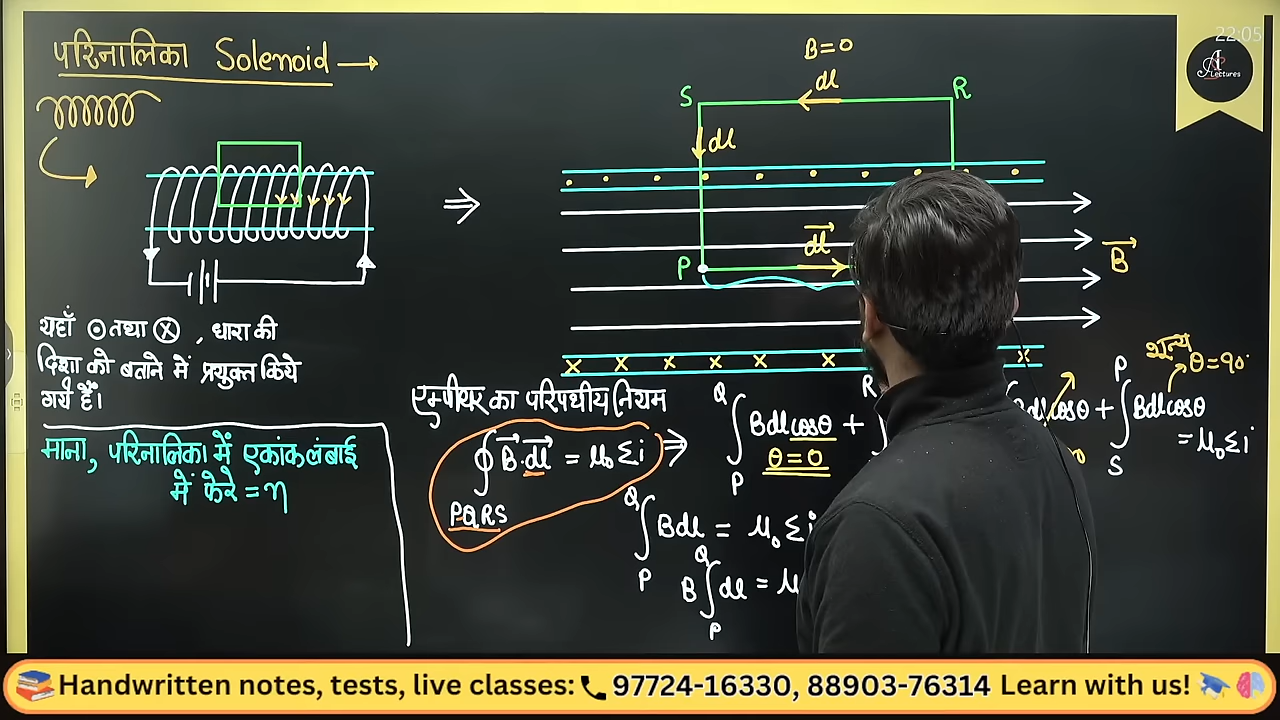 परिनालिका Solenoid →
22:05
A Lectures
B=0
S
dl
R
dl
dl
P
B
यहाँ ⊙ तथा ⊗, धारा की
दिशा को बताने में प्रयुक्त किये
गये हैं।
माना, परिनालिका में एकांक लंबाई
में फेरे = n
एम्पीयर का परिपथीय नियम
∮ B·dl = μ₀Σi ⇒
PQRS
Q
∫ Bdl cosθ +
θ=0
P
R
Bdl cosθ +
शून्य
θ=90°
P
∫ Bdl cosθ
S
= μ₀Σi
Q
∫ Bdl = μ₀Σi
P
Q
B∫ dl =
P
Handwritten notes, tests, live classes: 97724-16330, 88903-76314 Learn with us!